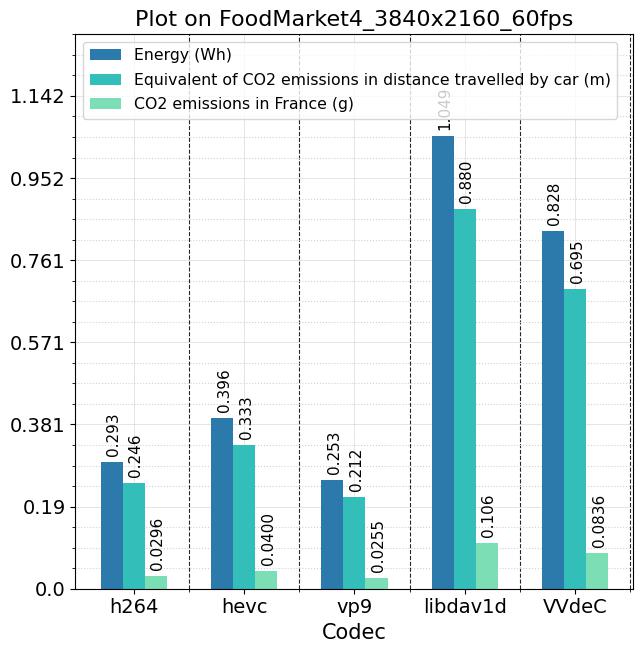 Plot on FoodMarket4_3840x2160_60fps
Energy (Wh)
Equivalent of CO2 emissions in distance travelled by car (m)
CO2 emissions in France (g)
1.142
0.952
0.761
0.571
0.381
0.19
0.0
0.293
0.246
0.0296
0.396
0.333
0.0400
0.253
0.212
0.0255
1.049
0.880
0.106
0.828
0.695
0.0836
h264
hevc
vp9
libdav1d
VVdeC
Codec